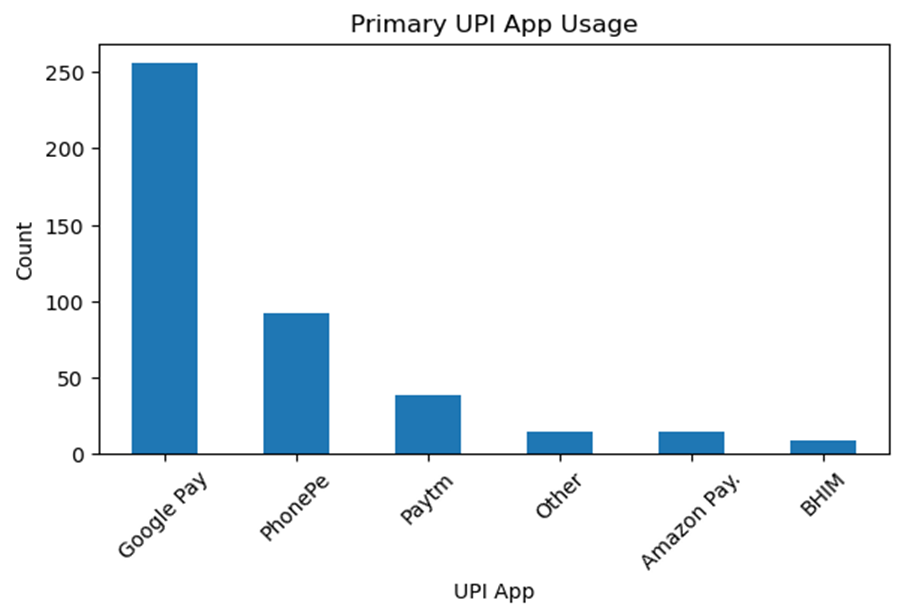 Primary UPI App Usage
250
200
150
100
50
0
Count
Google Pay
PhonePe
Paytm
Other
Amazon Pay.
BHIM
UPI App